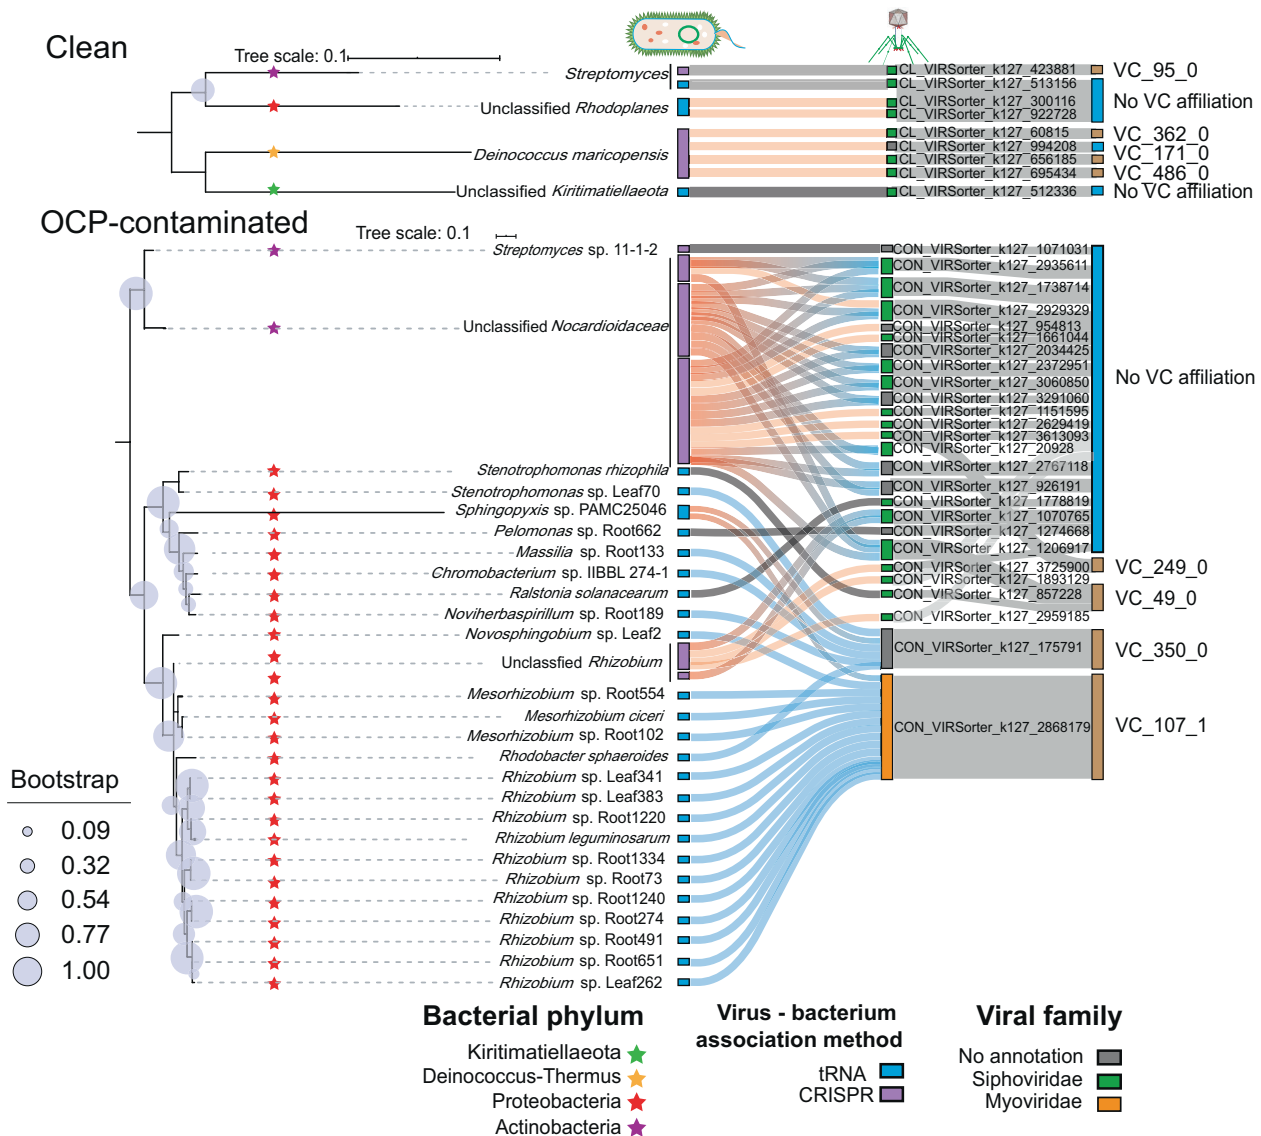 Clean
Tree scale: 0.1
Streptomyces
Unclassified Rhodoplanes
Deinococcus maricopensis
Unclassified Kiritimatiellaeota
CL_VIRSorter_k127_423881
CL_VIRSorter_k127_513156
CL_VIRSorter_k127_300116
CL_VIRSorter_k127_922728
CL_VIRSorter_k127_60815
CL_VIRSorter_k127_994208
CL_VIRSorter_k127_656185
CL_VIRSorter_k127_695434
CL_VIRSorter_k127_512336
VC_95_0
No VC affiliation
VC_362_0
VC_171_0
VC_486_0
No VC affiliation
OCP-contaminated
Tree scale: 0.1
Streptomyces sp. 11-1-2
Unclassified Nocardioidaceae
Stenotrophomonas rhizophila
Stenotrophomonas sp. Leaf70
Sphingopyxis sp. PAMC25046
Pelomonas sp. Root662
Massilia sp. Root133
Chromobacterium sp. IIBBL 274-1
Ralstonia solanacearum
Noviherbaspirillum sp. Root189
Novosphingobium sp. Leaf2
Unclassfied Rhizobium
Mesorhizobium sp. Root554
Mesorhizobium ciceri
Mesorhizobium sp. Root102
Rhodobacter sphaeroides
Rhizobium sp. Leaf341
Rhizobium sp. Leaf383
Rhizobium sp. Root1220
Rhizobium leguminosarum
Rhizobium sp. Root1334
Rhizobium sp. Root73
Rhizobium sp. Root1240
Rhizobium sp. Root274
Rhizobium sp. Root491
Rhizobium sp. Root651
Rhizobium sp. Leaf262
CON_VIRSorter_k127_1071031
CON_VIRSorter_k127_2935611
CON_VIRSorter_k127_1738714
CON_VIRSorter_k127_2929329
CON_VIRSorter_k127_954813
CON_VIRSorter_k127_1661044
CON_VIRSorter_k127_2034425
CON_VIRSorter_k127_2372951
CON_VIRSorter_k127_3060850
CON_VIRSorter_k127_3291060
CON_VIRSorter_k127_1151595
CON_VIRSorter_k127_2629419
CON_VIRSorter_k127_3613093
CON_VIRSorter_k127_20928
CON_VIRSorter_k127_2767118
CON_VIRSorter_k127_926191
CON_VIRSorter_k127_1778819
CON_VIRSorter_k127_1070765
CON_VIRSorter_k127_1274668
CON_VIRSorter_k127_1206917
CON_VIRSorter_k127_3725900
CON_VIRSorter_k127_1893129
CON_VIRSorter_k127_857228
CON_VIRSorter_k127_2959185
CON_VIRSorter_k127_175791
CON_VIRSorter_k127_2868179
No VC affiliation
VC_249_0
VC_49_0
VC_350_0
VC_107_1
Bootstrap
0.09
0.32
0.54
0.77
1.00
Bacterial phylum
Kiritimatiellaeota
Deinococcus-Thermus
Proteobacteria
Actinobacteria
Virus - bacterium
association method
tRNA
CRISPR
Viral family
No annotation
Siphoviridae
Myoviridae